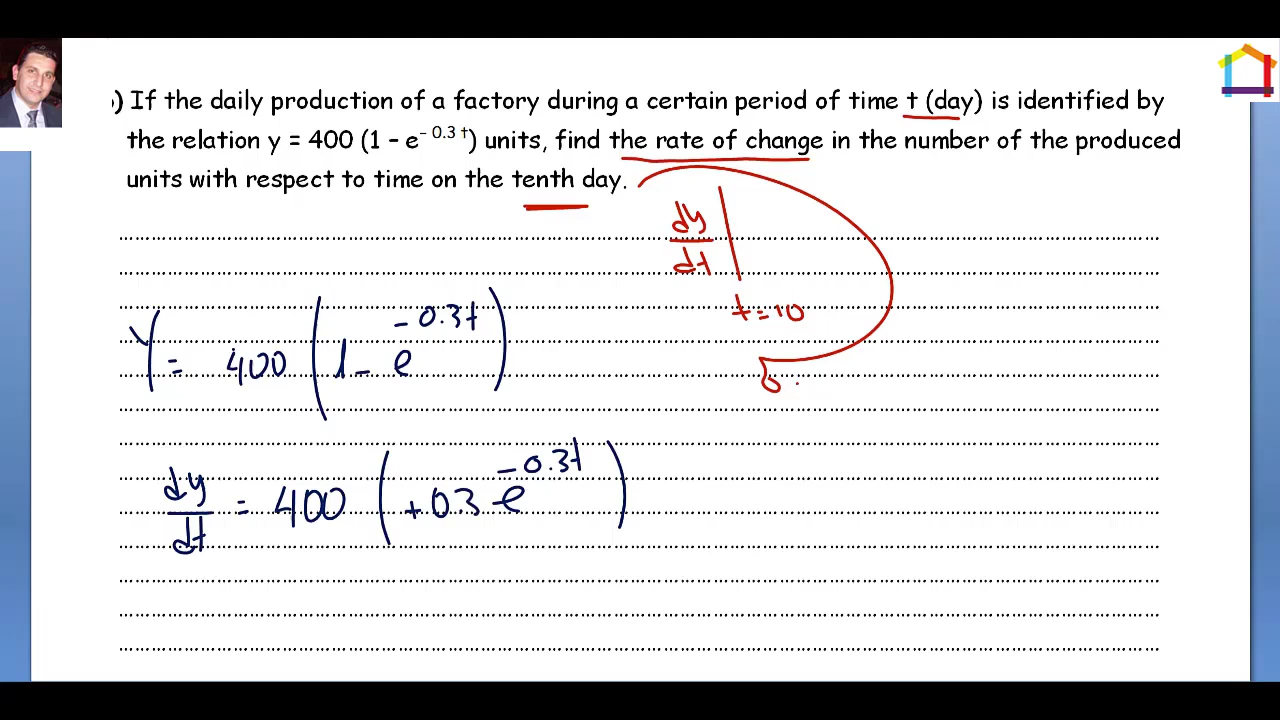 ) If the daily production of a factory during a certain period of time t (day) is identified by
the relation y = 400 (1 – e^– 0.3 t) units, find the rate of change in the number of the produced
units with respect to time on the tenth day.
dy/dt | t = 10
y = 400 ( 1 - e^-0.3t )
dy/dt = 400 ( +0.3 e^-0.3t )